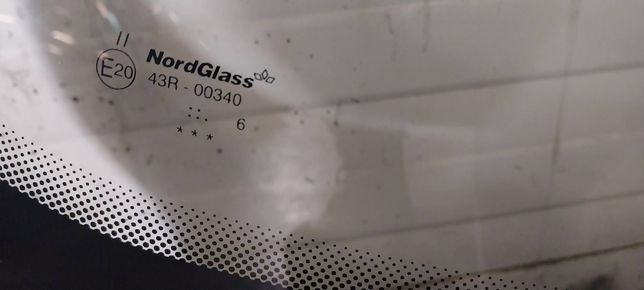 II
E20
NordGlass
43R - 00340
6
* * *